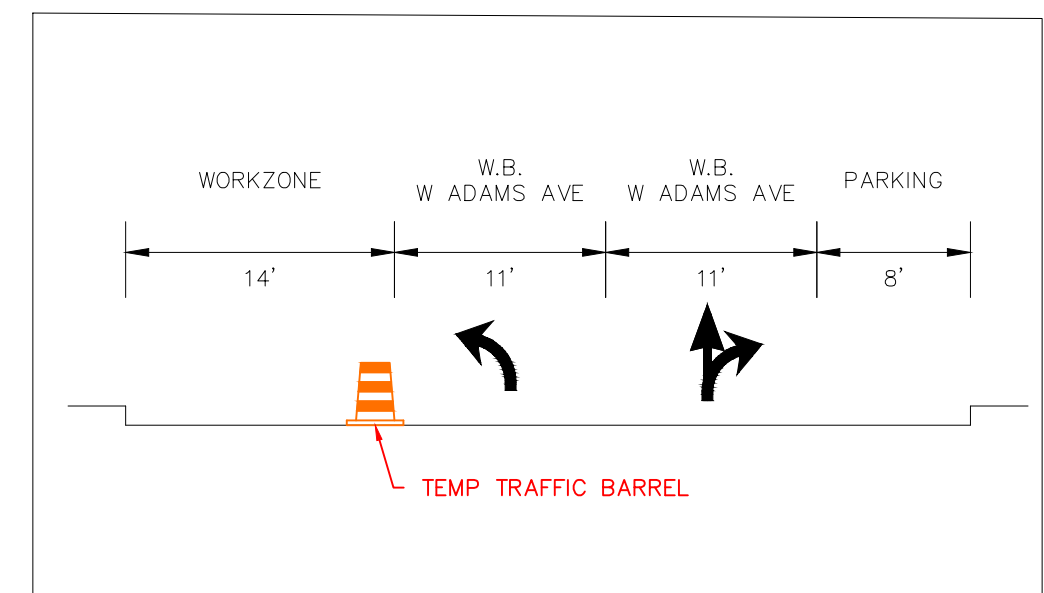 WORKZONE
W.B.
W ADAMS AVE
W.B.
W ADAMS AVE
PARKING
14'
11'
11'
8'
TEMP TRAFFIC BARREL